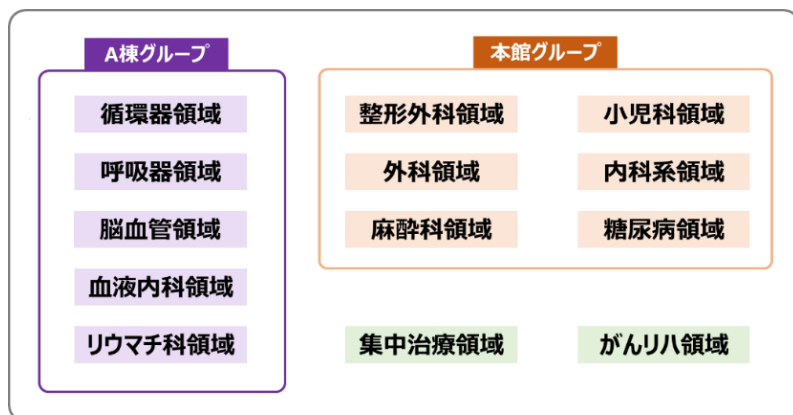 A棟グループ
循環器領域
呼吸器領域
脳血管領域
血液内科領域
リウマチ科領域
本館グループ
整形外科領域
小児科領域
外科領域
内科系領域
麻酔科領域
糖尿病領域
集中治療領域
がんリハ領域